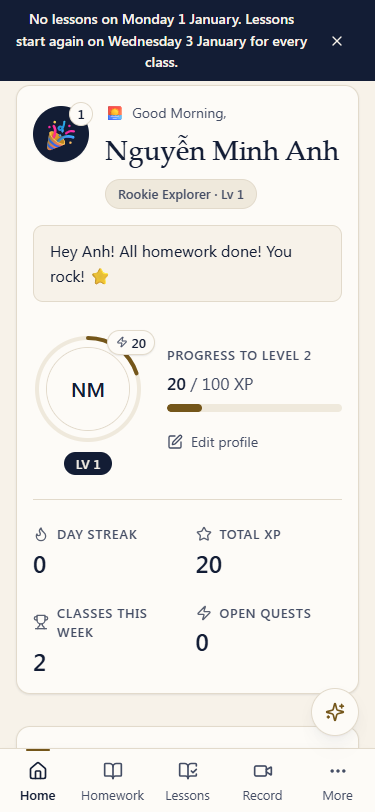 No lessons on Monday 1 January. Lessons
start again on Wednesday 3 January for every
class.
1
Good Morning,
Nguyễn Minh Anh
Rookie Explorer · Lv 1
Hey Anh! All homework done! You
rock! ⭐
20
NM
LV 1
PROGRESS TO LEVEL 2
20 / 100 XP
Edit profile
DAY STREAK
0
TOTAL XP
20
CLASSES THIS
WEEK
2
OPEN QUESTS
0
Home
Homework
Lessons
Record
More